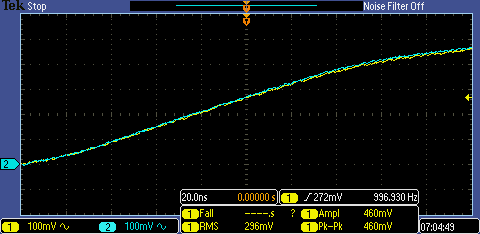 Tek Stop Noise Filter Off
2
20.0ns 0.00000 s 1 272mV 996.930 Hz
1 Fall --.--s ? 1 Ampl 460mV
1 RMS 296mV 1 Pk-Pk 460mV
1 100mV 2 100mV 07:04:49